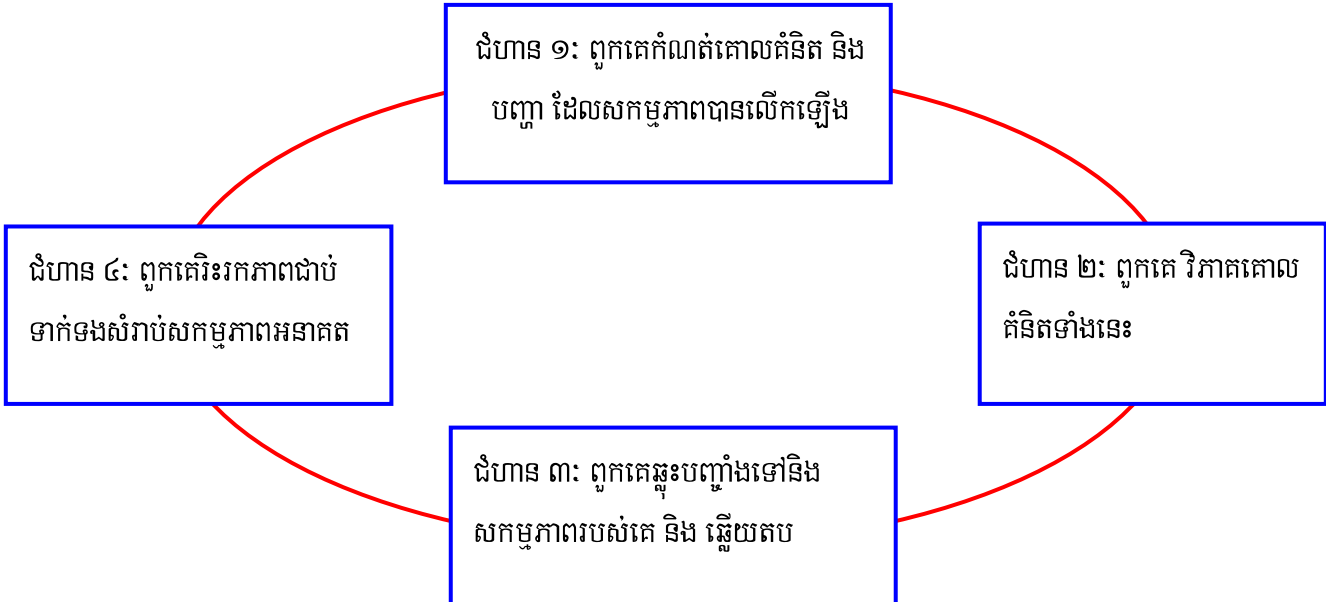 ជំហាន ១: ពួកគេកំណត់គោលគំនិត និង
បញ្ហា ដែលសកម្មភាពបានលើកឡើង
ជំហាន ២: ពួកគេ វិភាគគោល
គំនិតទាំងនេះ
ជំហាន ៣: ពួកគេឆ្លុះបញ្ចាំងទៅនិង
សកម្មភាពរបស់គេ និង ឆ្លើយតប
ជំហាន ៤: ពួកគេរិះរកភាពជាប់
ទាក់ទងសំរាប់សកម្មភាពអនាគត